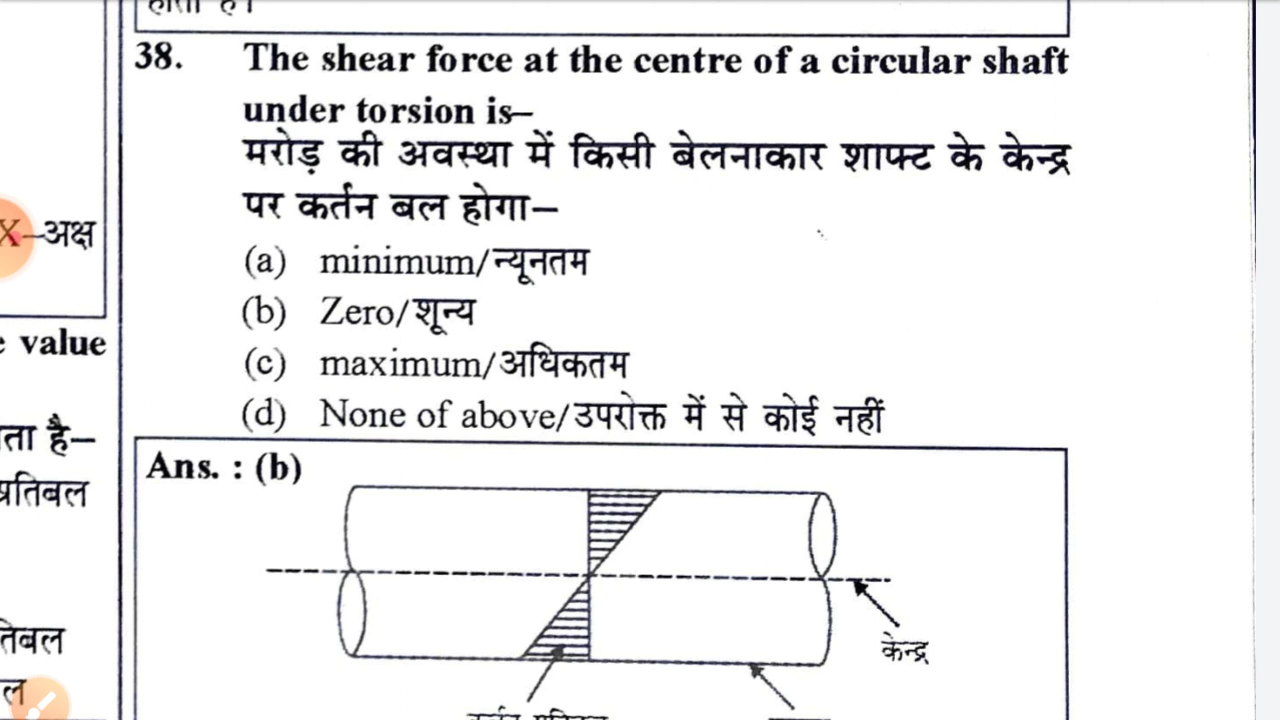 होता है।
38. The shear force at the centre of a circular shaft
under torsion is–
मरोड़ की अवस्था में किसी बेलनाकार शाफ्ट के केन्द्र
पर कर्तन बल होगा–
(a) minimum/न्यूनतम
(b) Zero/शून्य
(c) maximum/अधिकतम
(d) None of above/उपरोक्त में से कोई नहीं
Ans. : (b)
केन्द्र
X–अक्ष
value
है–
प्रतिबल